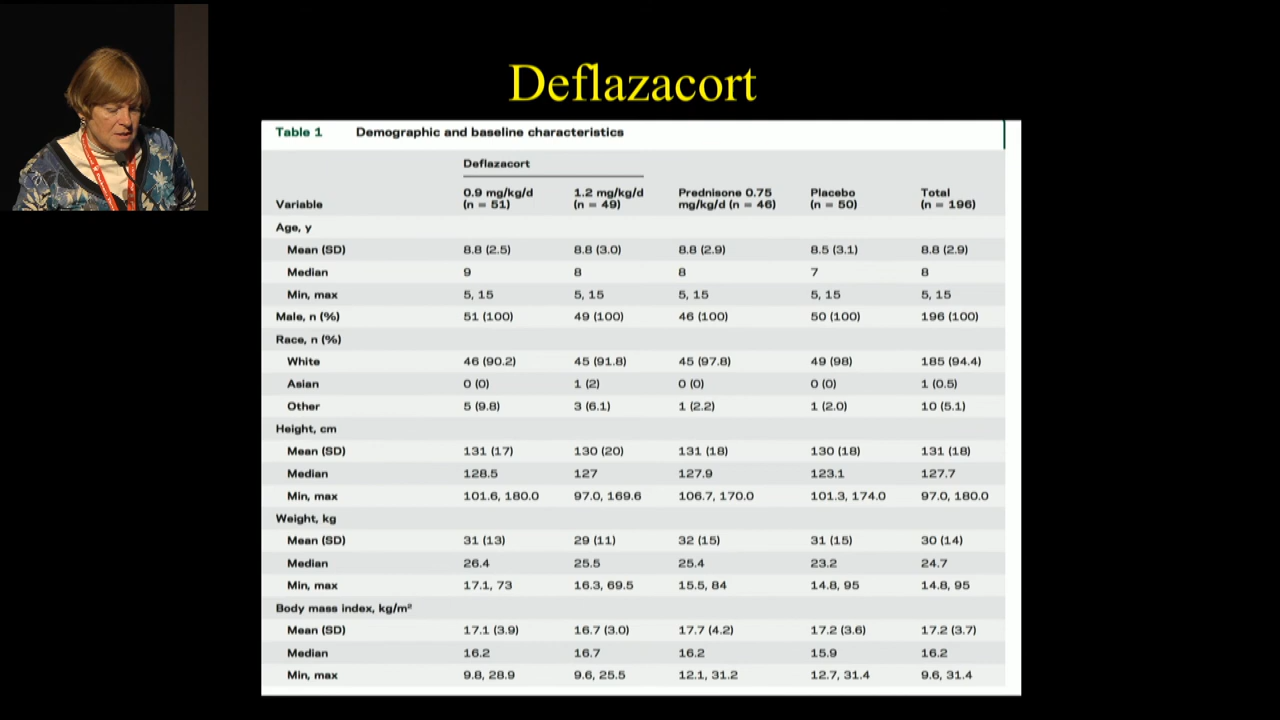 Deflazacort
Table 1 Demographic and baseline characteristics
Deflazacort
Variable 0.9 mg/kg/d (n = 51) 1.2 mg/kg/d (n = 49) Prednisone 0.75 mg/kg/d (n = 46) Placebo (n = 50) Total (n = 196)
Age, y
Mean (SD) 8.8 (2.5) 8.8 (3.0) 8.8 (2.9) 8.5 (3.1) 8.8 (2.9)
Median 9 8 8 7 8
Min, max 5, 15 5, 15 5, 15 5, 15 5, 15
Male, n (%) 51 (100) 49 (100) 46 (100) 50 (100) 196 (100)
Race, n (%)
White 46 (90.2) 45 (91.8) 45 (97.8) 49 (98) 185 (94.4)
Asian 0 (0) 1 (2) 0 (0) 0 (0) 1 (0.5)
Other 5 (9.8) 3 (6.1) 1 (2.2) 1 (2.0) 10 (5.1)
Height, cm
Mean (SD) 131 (17) 130 (20) 131 (18) 130 (18) 131 (18)
Median 128.5 127 127.9 123.1 127.7
Min, max 101.6, 180.0 97.0, 169.6 106.7, 170.0 101.3, 174.0 97.0, 180.0
Weight, kg
Mean (SD) 31 (13) 29 (11) 32 (15) 31 (15) 30 (14)
Median 26.4 25.5 25.4 23.2 24.7
Min, max 17.1, 73 16.3, 69.5 15.5, 84 14.8, 95 14.8, 95
Body mass index, kg/m²
Mean (SD) 17.1 (3.9) 16.7 (3.0) 17.7 (4.2) 17.2 (3.6) 17.2 (3.7)
Median 16.2 16.7 16.2 15.9 16.2
Min, max 9.8, 28.9 9.6, 25.5 12.1, 31.2 12.7, 31.4 9.6, 31.4